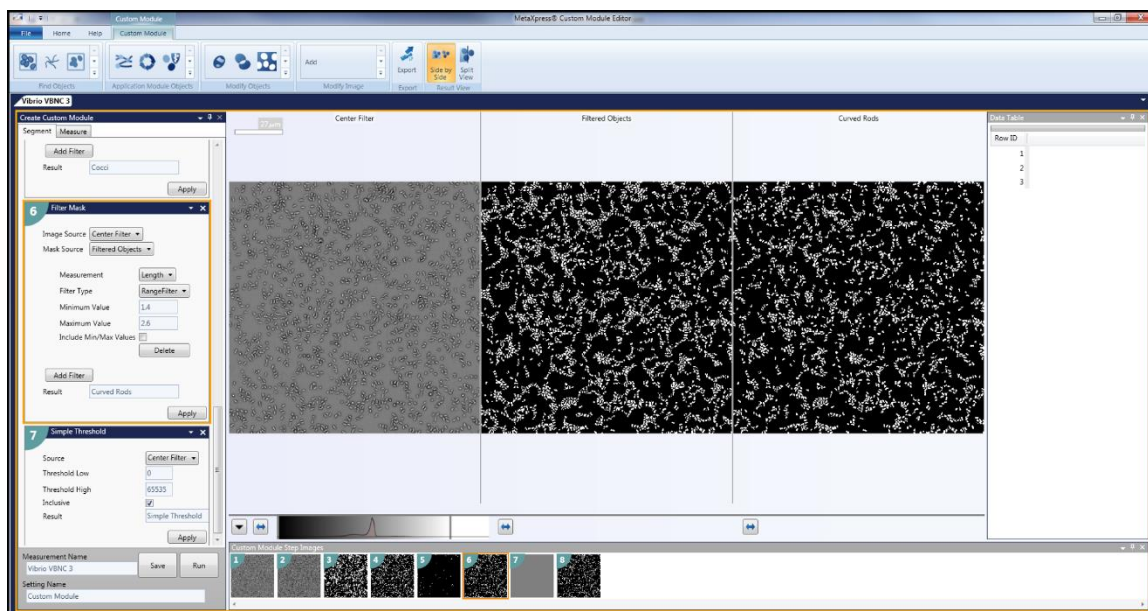 Custom Module
MetaXpress® Custom Module Editor
File Home Help Custom Module
Add
Export
Side by Side
Split View
Find Objects
Application Module Objects
Modify Objects
Modify Image
Export
Result View
Vibrio VBNC 3
Create Custom Module
Segment Measure
Add Filter
Result Cocci
Apply
6 Filter Mask
Image Source Center Filter
Mask Source Filtered Objects
Measurement Length
Filter Type RangeFilter
Minimum Value 1.4
Maximum Value 2.6
Include Min/Max Values
Delete
Add Filter
Result Curved Rods
Apply
7 Simple Threshold
Source Center Filter
Threshold Low 0
Threshold High 65535
Inclusive
Result Simple Threshold
Apply
Measurement Name
Vibrio VBNC 3
Save Run
Setting Name
Custom Module
27μm
Center Filter
Filtered Objects
Curved Rods
Custom Module Step Images
1 2 3 4 5 6 7 8
Data Table
Row ID
1
2
3